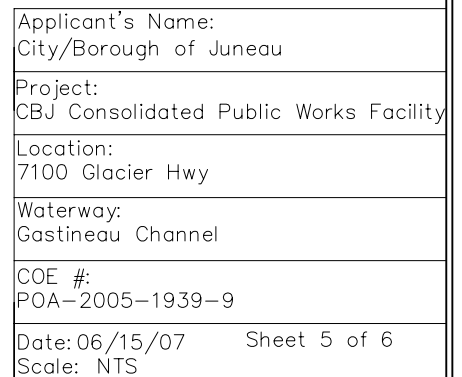 Applicant's Name:
City/Borough of Juneau
Project:
CBJ Consolidated Public Works Facility
Location:
7100 Glacier Hwy
Waterway:
Gastineau Channel
COE #:
POA-2005-1939-9
Date: 06/15/07 Sheet 5 of 6
Scale: NTS